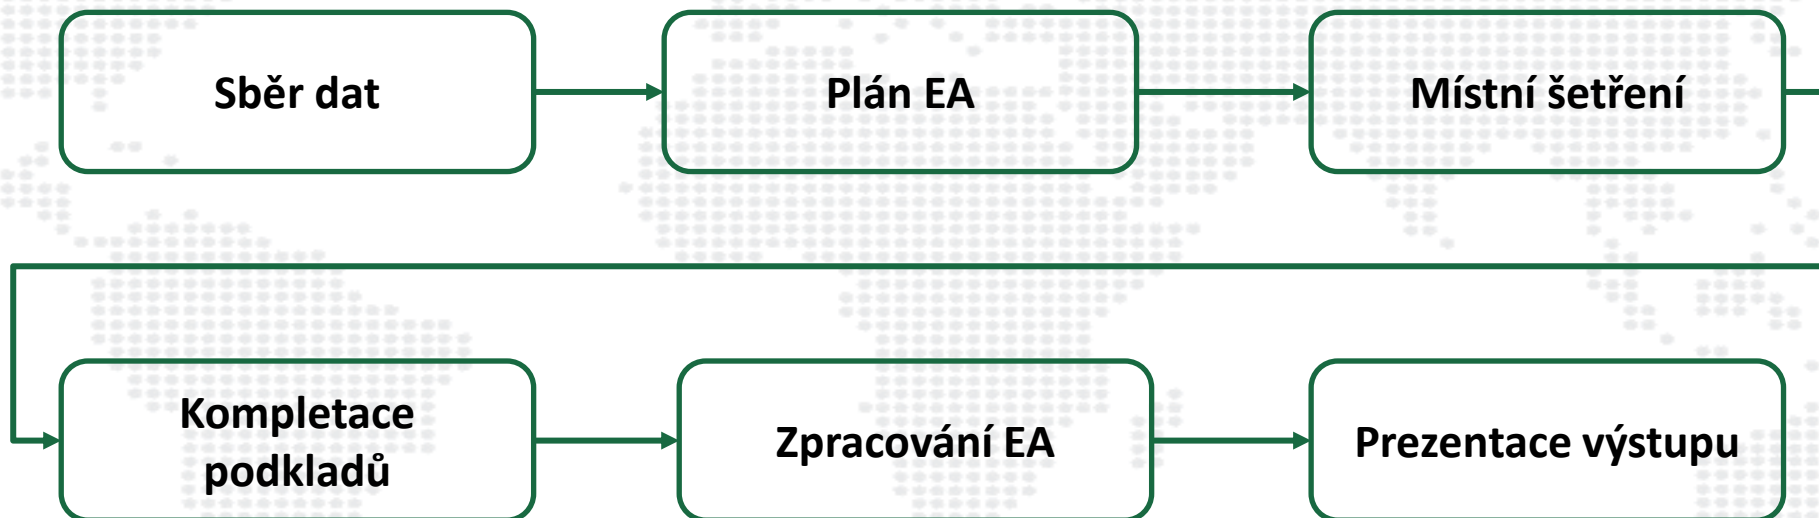 Sběr dat
Plán EA
Místní šetření
Kompletace
podkladů
Zpracování EA
Prezentace výstupu